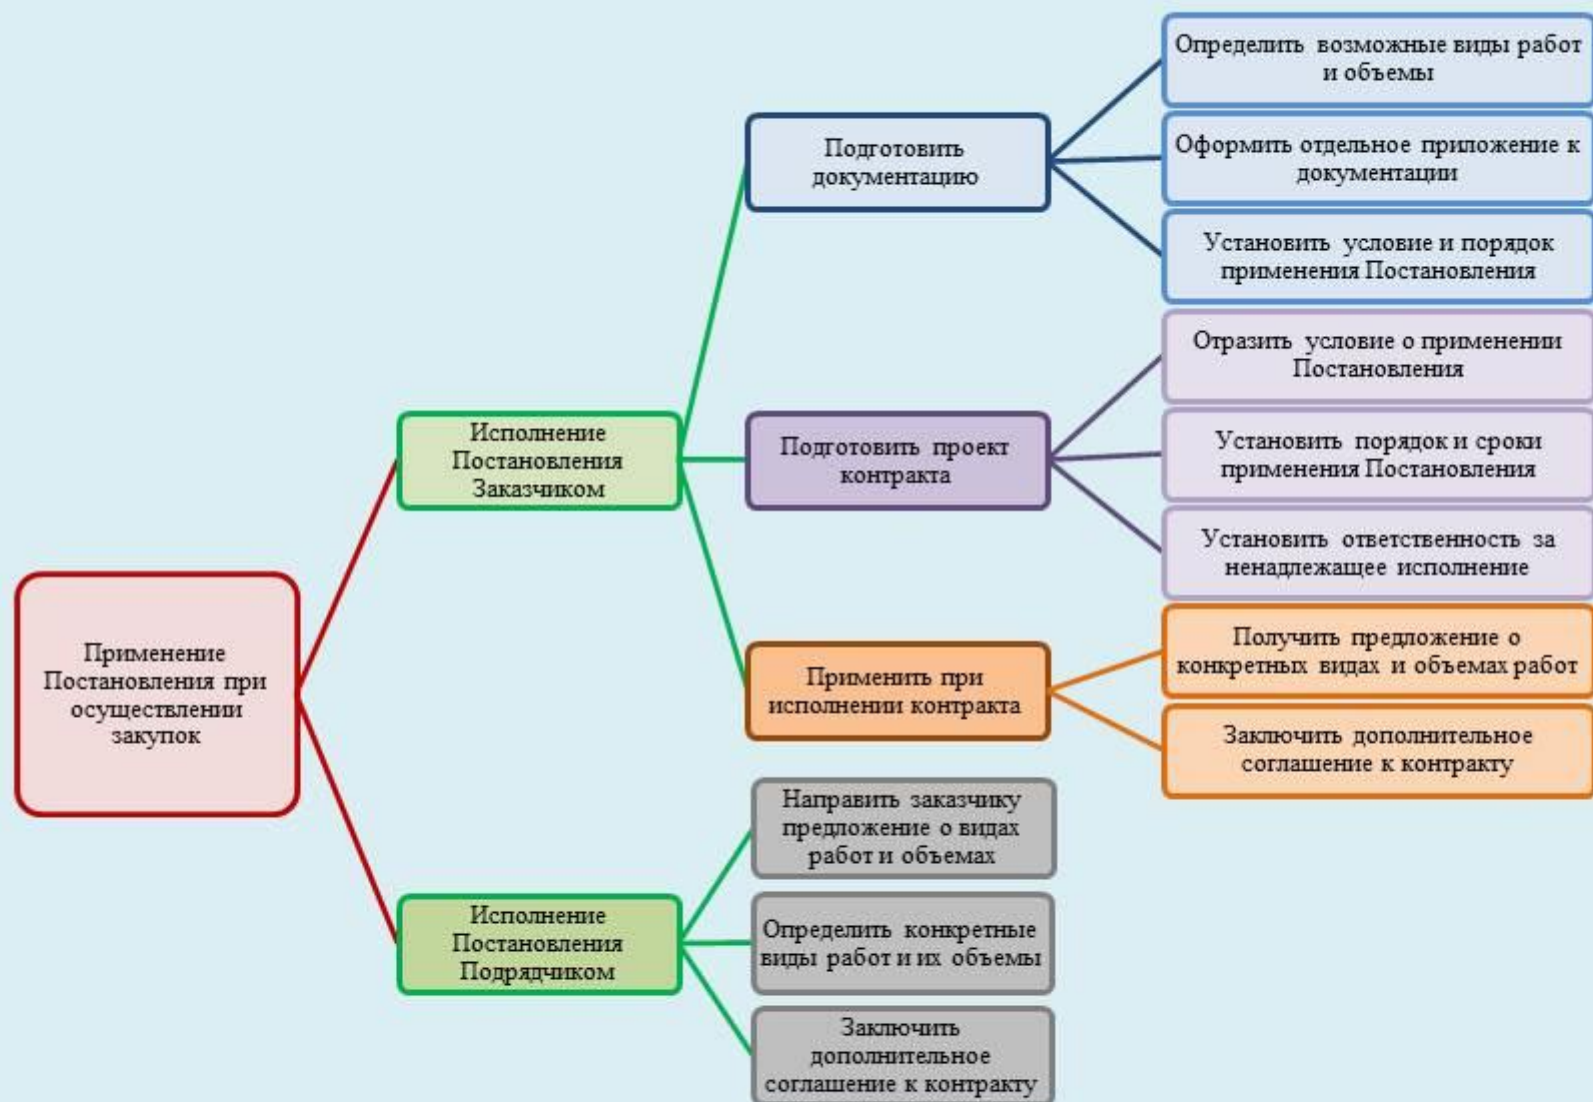 Применение
Постановления при
осуществлении
закупок
Исполнение
Постановления
Заказчиком
Подготовить
документацию
Определить возможные виды работ
и объемы
Оформить отдельное приложение к
документации
Установить условие и порядок
применения Постановления
Подготовить проект
контракта
Отразить условие о применении
Постановления
Установить порядок и сроки
применения Постановления
Установить ответственность за
ненадлежащее исполнение
Применить при
исполнении контракта
Получить предложение о
конкретных видах и объемах работ
Заключить дополнительное
соглашение к контракту
Исполнение
Постановления
Подрядчиком
Направить заказчику
предложение о видах
работ и объемах
Определить конкретные
виды работ и их объемы
Заключить
дополнительное
соглашение к контракту